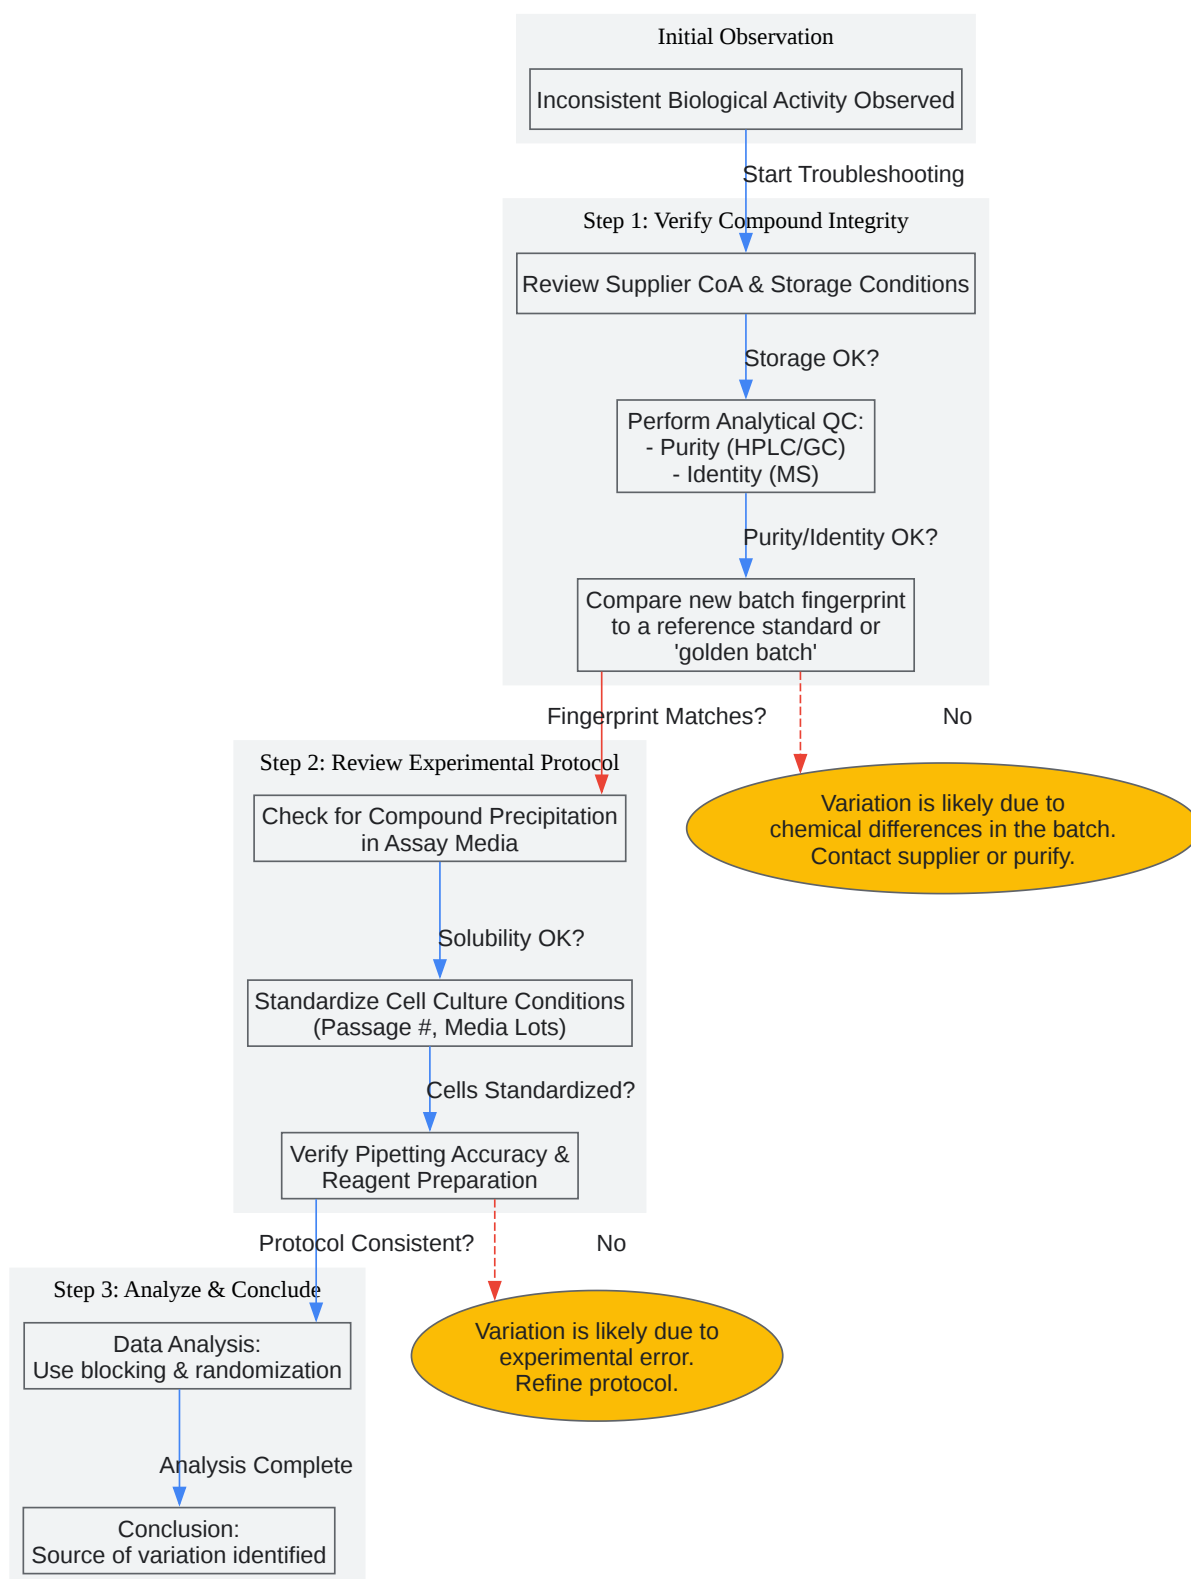 Initial Observation
Inconsistent Biological Activity Observed
Start Troubleshooting
Step 1: Verify Compound Integrity
Review Supplier CoA & Storage Conditions
Storage OK?
Perform Analytical QC:
- Purity (HPLC/GC)
- Identity (MS)
Purity/Identity OK?
Compare new batch fingerprint
to a reference standard or
'golden batch'
Fingerprint Matches?
No
Step 2: Review Experimental Protocol
Check for Compound Precipitation
in Assay Media
Variation is likely due to
chemical differences in the batch.
Contact supplier or purify.
Solubility OK?
Standardize Cell Culture Conditions
(Passage #, Media Lots)
Cells Standardized?
Verify Pipetting Accuracy &
Reagent Preparation
Protocol Consistent?
No
Step 3: Analyze & Conclude
Data Analysis:
Use blocking & randomization
Variation is likely due to
experimental error.
Refine protocol.
Analysis Complete
Conclusion:
Source of variation identified